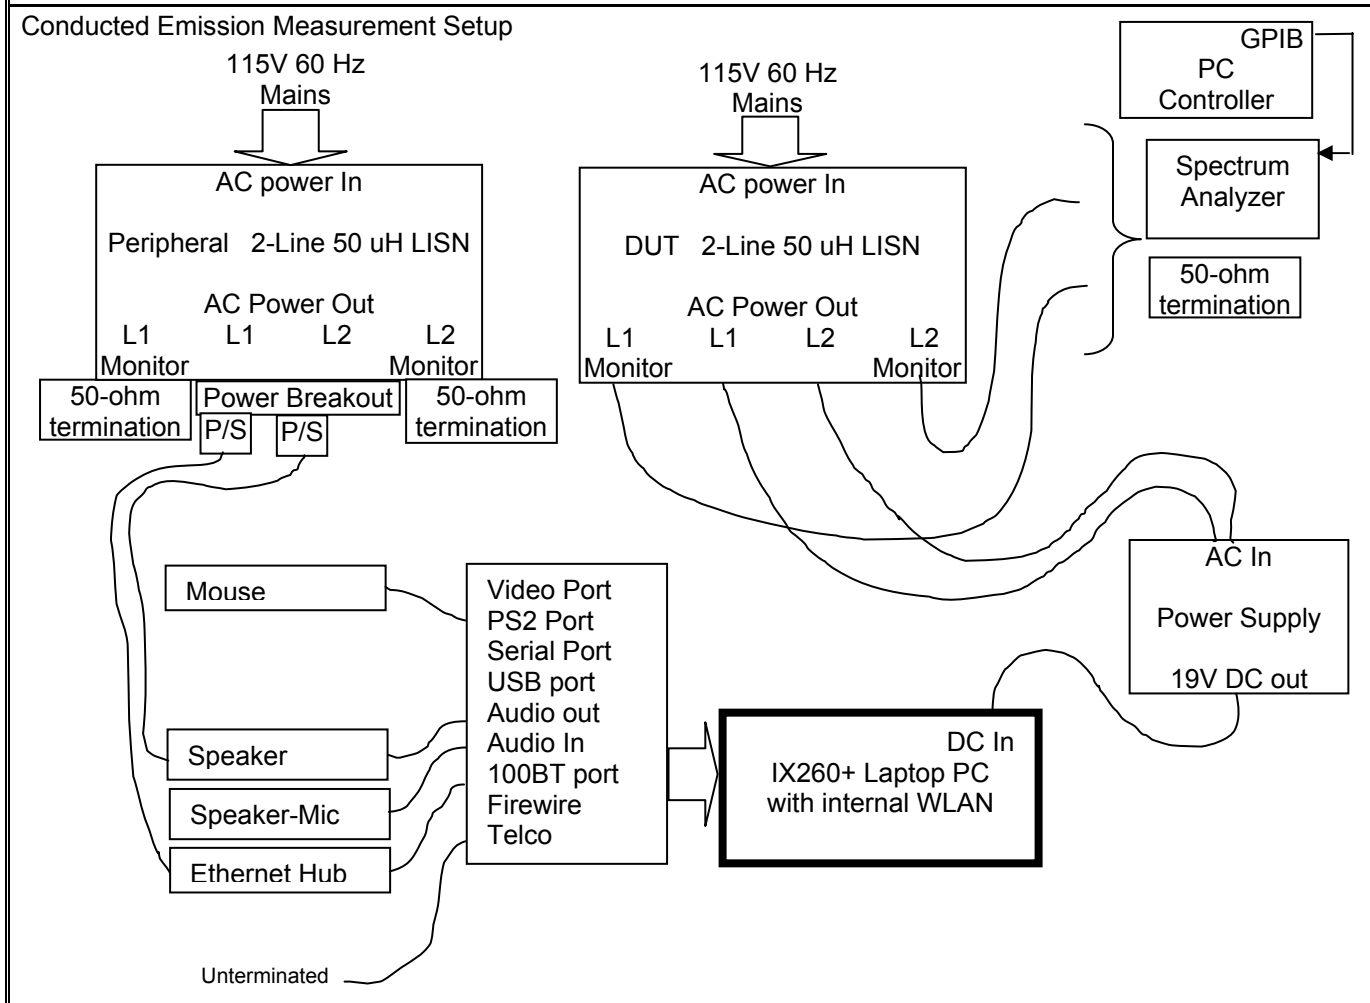 Conducted Emission Measurement Setup
115V 60 Hz
Mains
AC power In
Peripheral 2-Line 50 uH LISN
AC Power Out
L1 L1 L2 L2
Monitor Monitor
50-ohm
termination
Power Breakout
P/S P/S
50-ohm
termination
115V 60 Hz
Mains
AC power In
DUT 2-Line 50 uH LISN
AC Power Out
L1 L1 L2 L2
Monitor Monitor
GPIB
PC
Controller
Spectrum
Analyzer
50-ohm
termination
AC In
Power Supply
19V DC out
Mouse
Speaker
Speaker-Mic
Ethernet Hub
Unterminated
Video Port
PS2 Port
Serial Port
USB port
Audio out
Audio In
100BT port
Firewire
Telco
DC In
IX260+ Laptop PC
with internal WLAN